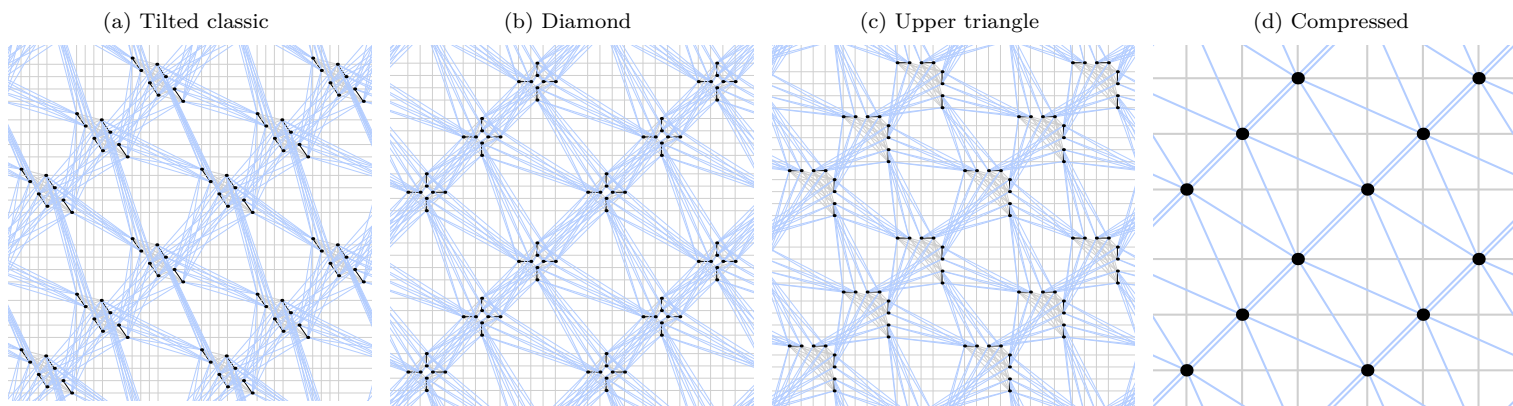 (a) Tilted classic
(b) Diamond
(c) Upper triangle
(d) Compressed